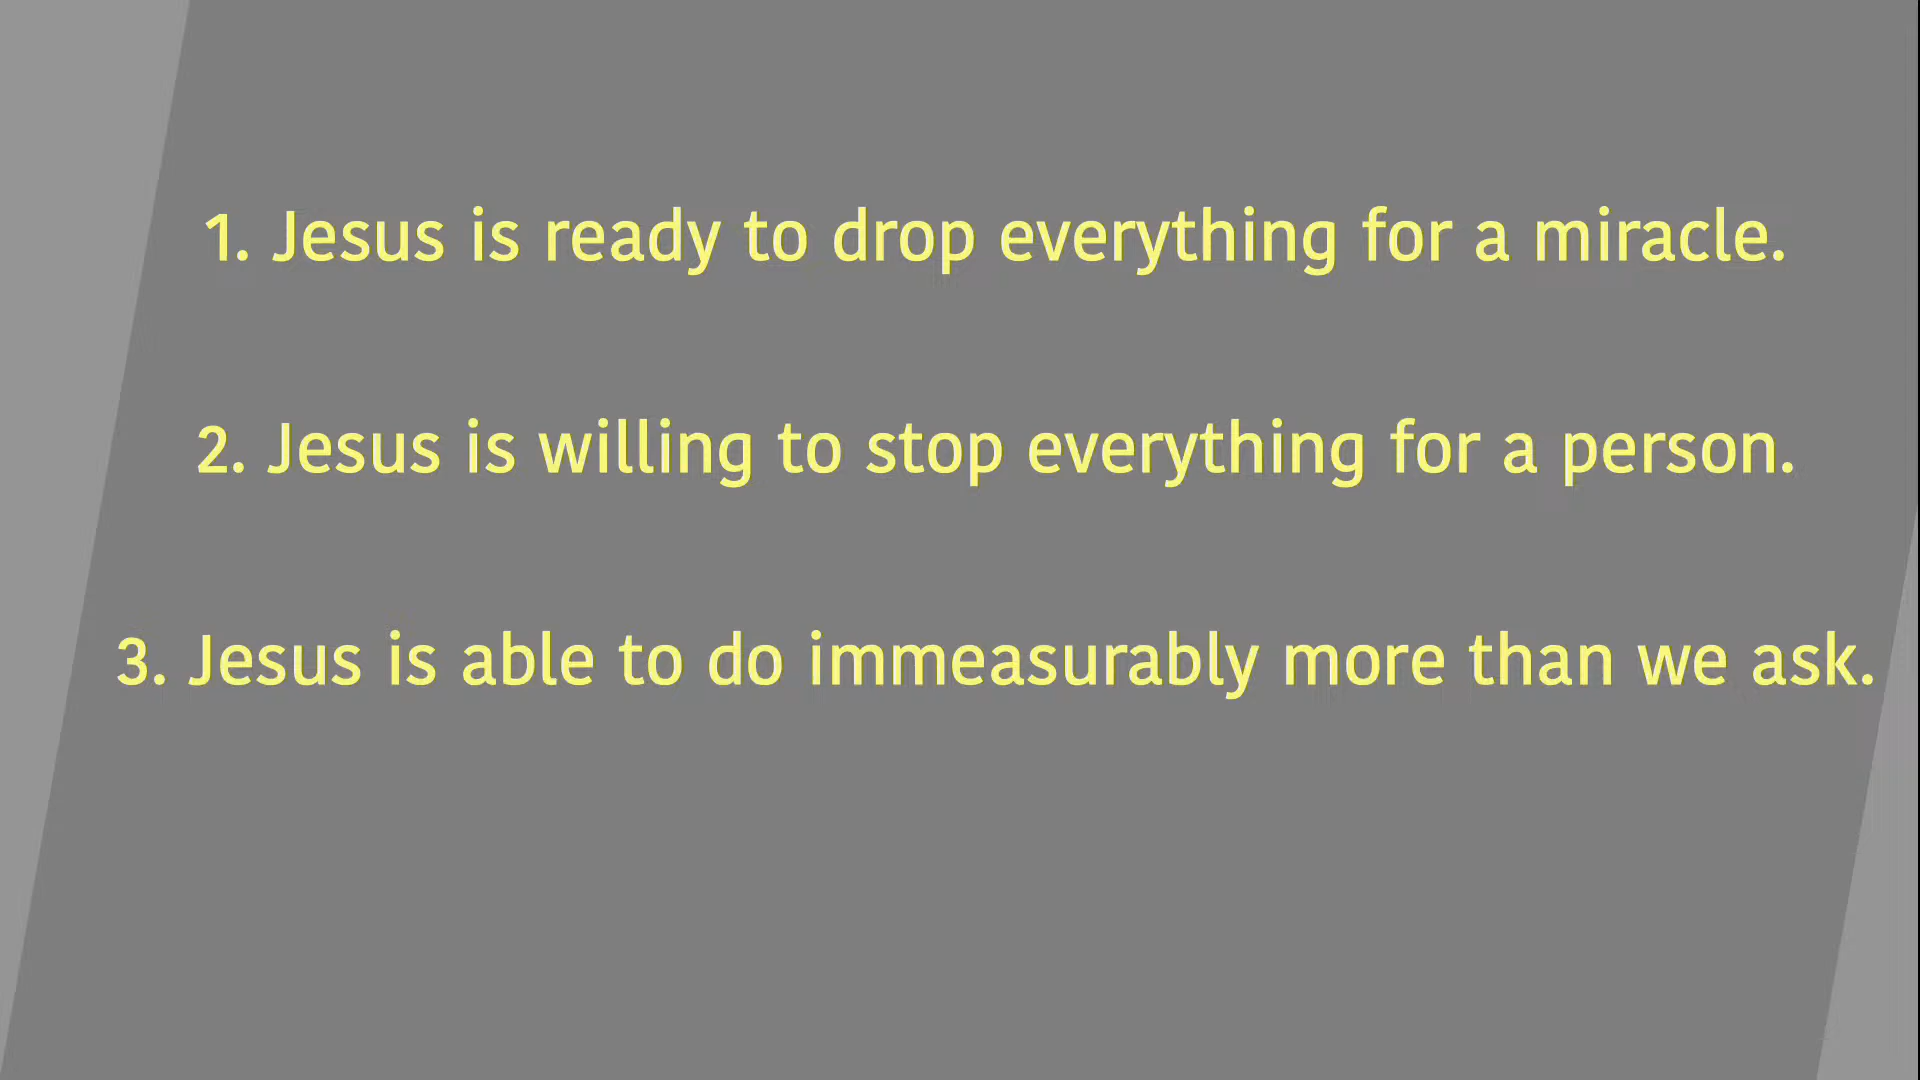 1. Jesus is ready to drop everything for a miracle.
2. Jesus is willing to stop everything for a person.
3. Jesus is able to do immeasurably more than we ask.